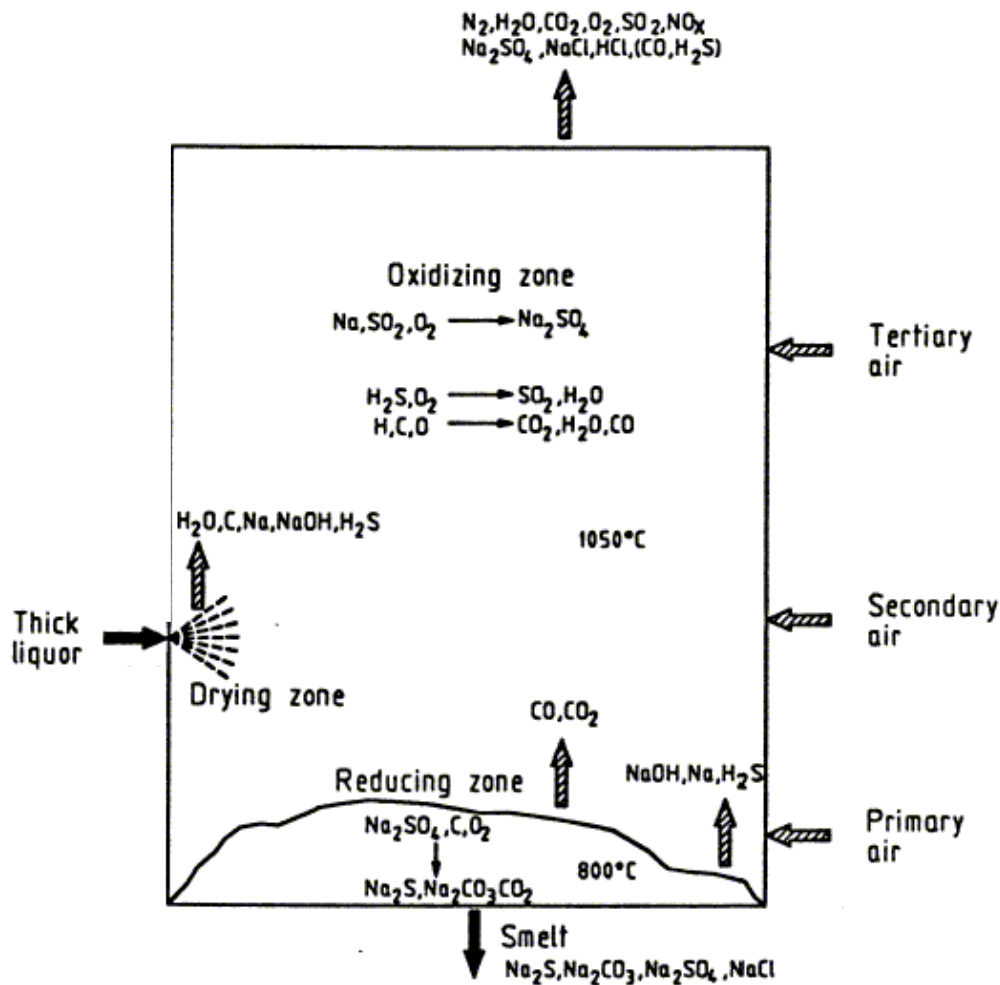 N₂,H₂O,CO₂,O₂,SO₂,NOx
Na₂SO₄,NaCl,HCl,(CO,H₂S)
Oxidizing zone
Na,SO₂,O₂ → Na₂SO₄
Tertiary
air
H₂S,O₂ → SO₂,H₂O
H,C,O → CO₂,H₂O,CO
H₂O,C,Na,NaOH,H₂S
1050°C
Thick
liquor
Secondary
air
Drying zone
CO,CO₂
Reducing zone
NaOH,Na,H₂S
Na₂SO₄,C,O₂
Primary
air
800°C
Na₂S,Na₂CO₃CO₂
Smelt
Na₂S,Na₂CO₃,Na₂SO₄,NaCl